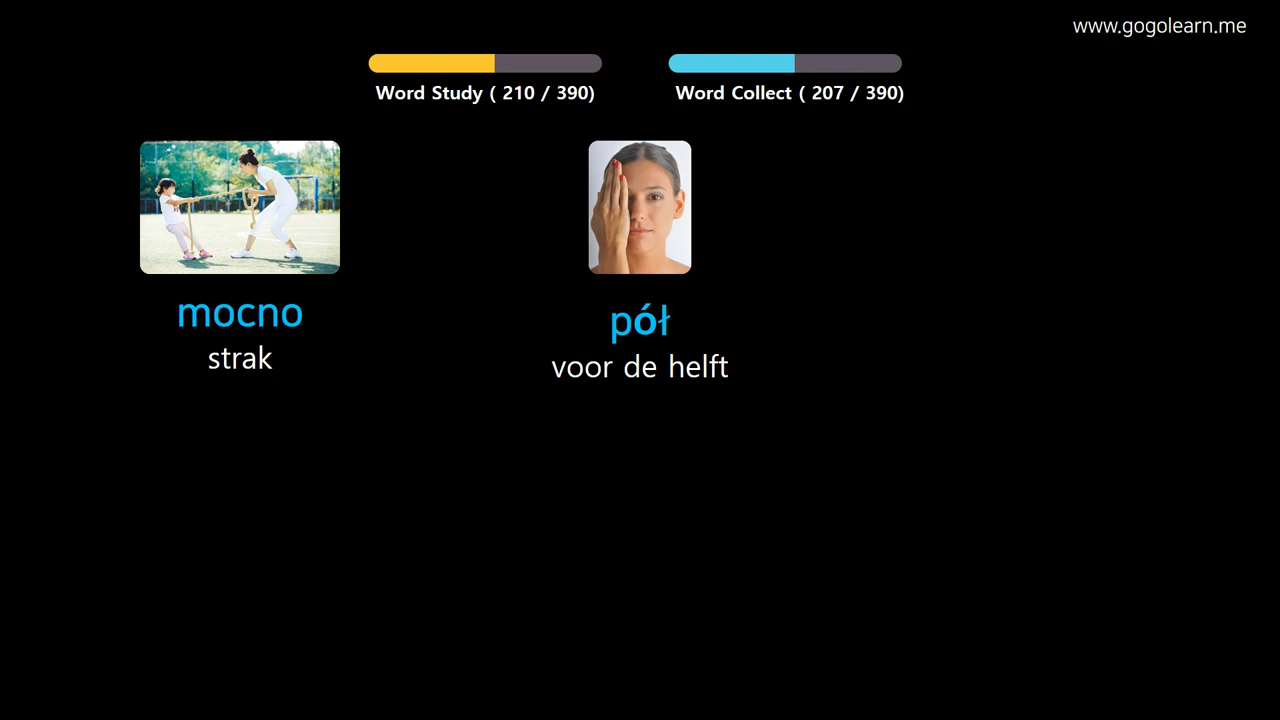 www.gogolearn.me
Word Study ( 210 / 390)
Word Collect ( 207 / 390)
mocno
strak
pół
voor de helft